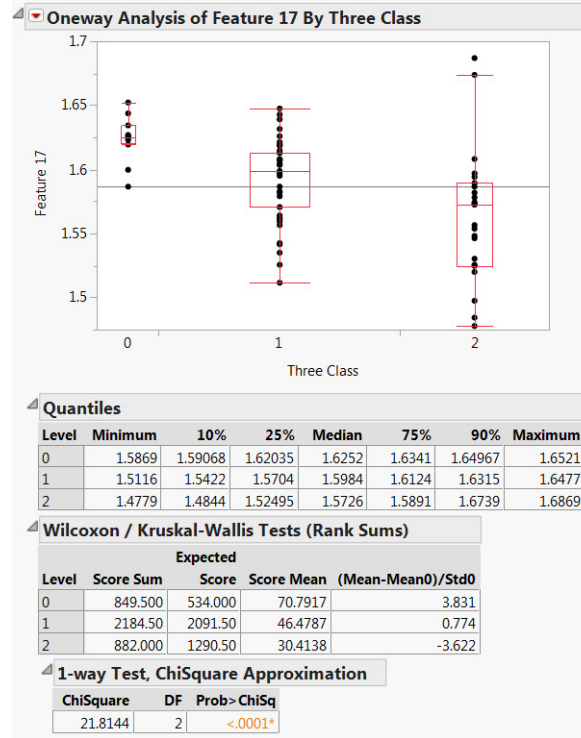 Oneway Analysis of Feature 17 By Three Class
1.7
1.65
1.6
1.55
1.5
Feature 17
0 1 2
Three Class
Quantiles
Level Minimum 10% 25% Median 75% 90% Maximum
0 1.5869 1.59068 1.62035 1.6252 1.6341 1.64967 1.6521
1 1.5116 1.5422 1.5704 1.5984 1.6124 1.6315 1.6477
2 1.4779 1.4844 1.52495 1.5726 1.5891 1.6739 1.6869
Wilcoxon / Kruskal-Wallis Tests (Rank Sums)
Expected
Level Score Sum Score Score Mean (Mean-Mean0)/Std0
0 849.500 534.000 70.7917 3.831
1 2184.50 2091.50 46.4787 0.774
2 882.000 1290.50 30.4138 -3.622
1-way Test, ChiSquare Approximation
ChiSquare DF Prob>ChiSq
21.8144 2 <.0001*